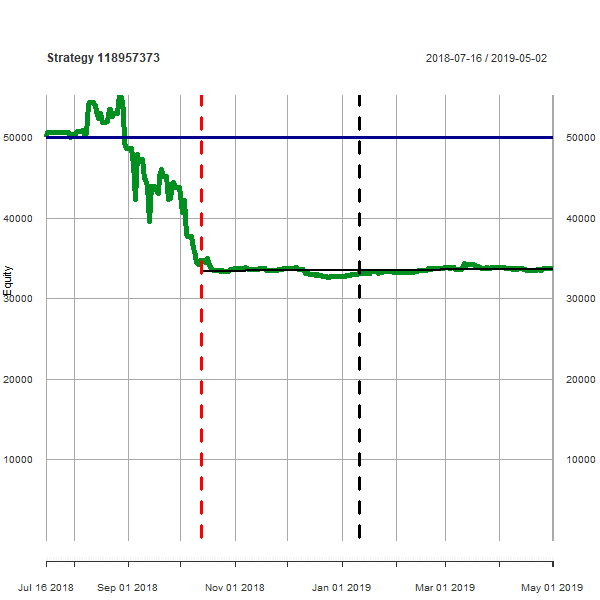 Strategy 118957373
2018-07-16 / 2019-05-02
50000
50000
40000
40000
Equity
30000
30000
20000
20000
10000
10000
Jul 16 2018
Sep 01 2018
Nov 01 2018
Jan 01 2019
Mar 01 2019
May 01 2019